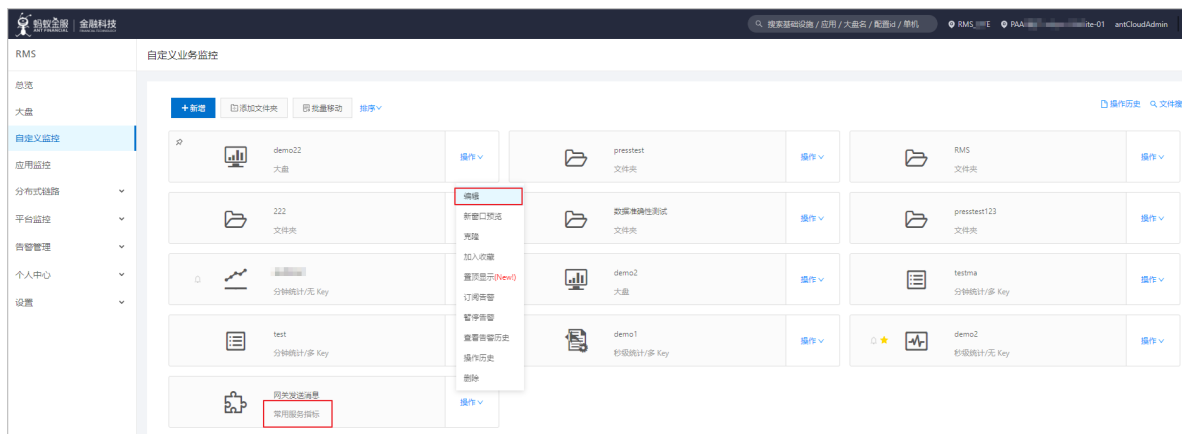 蚂蚁金服 金融科技
ANT FINANCIAL FINANCIAL TECHNOLOGY
搜索基础设施 / 应用 / 大盘名 / 配置id / 单机
RMS E
PAA ite-01
antCloudAdmin
RMS
自定义业务监控
总览
大盘
自定义监控
应用监控
分布式链路
平台监控
告警管理
个人中心
设置
+新增
添加文件夹
批量移动
排序
操作历史
文件搜
demo22
大盘
操作
presstest
文件夹
操作
RMS
文件夹
操作
222
文件夹
数据准确性测试
文件夹
操作
presstest123
文件夹
操作
分钟统计/无 Key
demo2
大盘
操作
testma
分钟统计/多 Key
操作
test
分钟统计/多 Key
demo1
秒级统计/多 Key
操作
demo2
秒级统计/无 Key
操作
网关发送消息
常用服务指标
操作
编辑
新窗口预览
克隆
加入收藏
置顶显示(New!)
订阅告警
暂停告警
查看告警历史
操作历史
删除